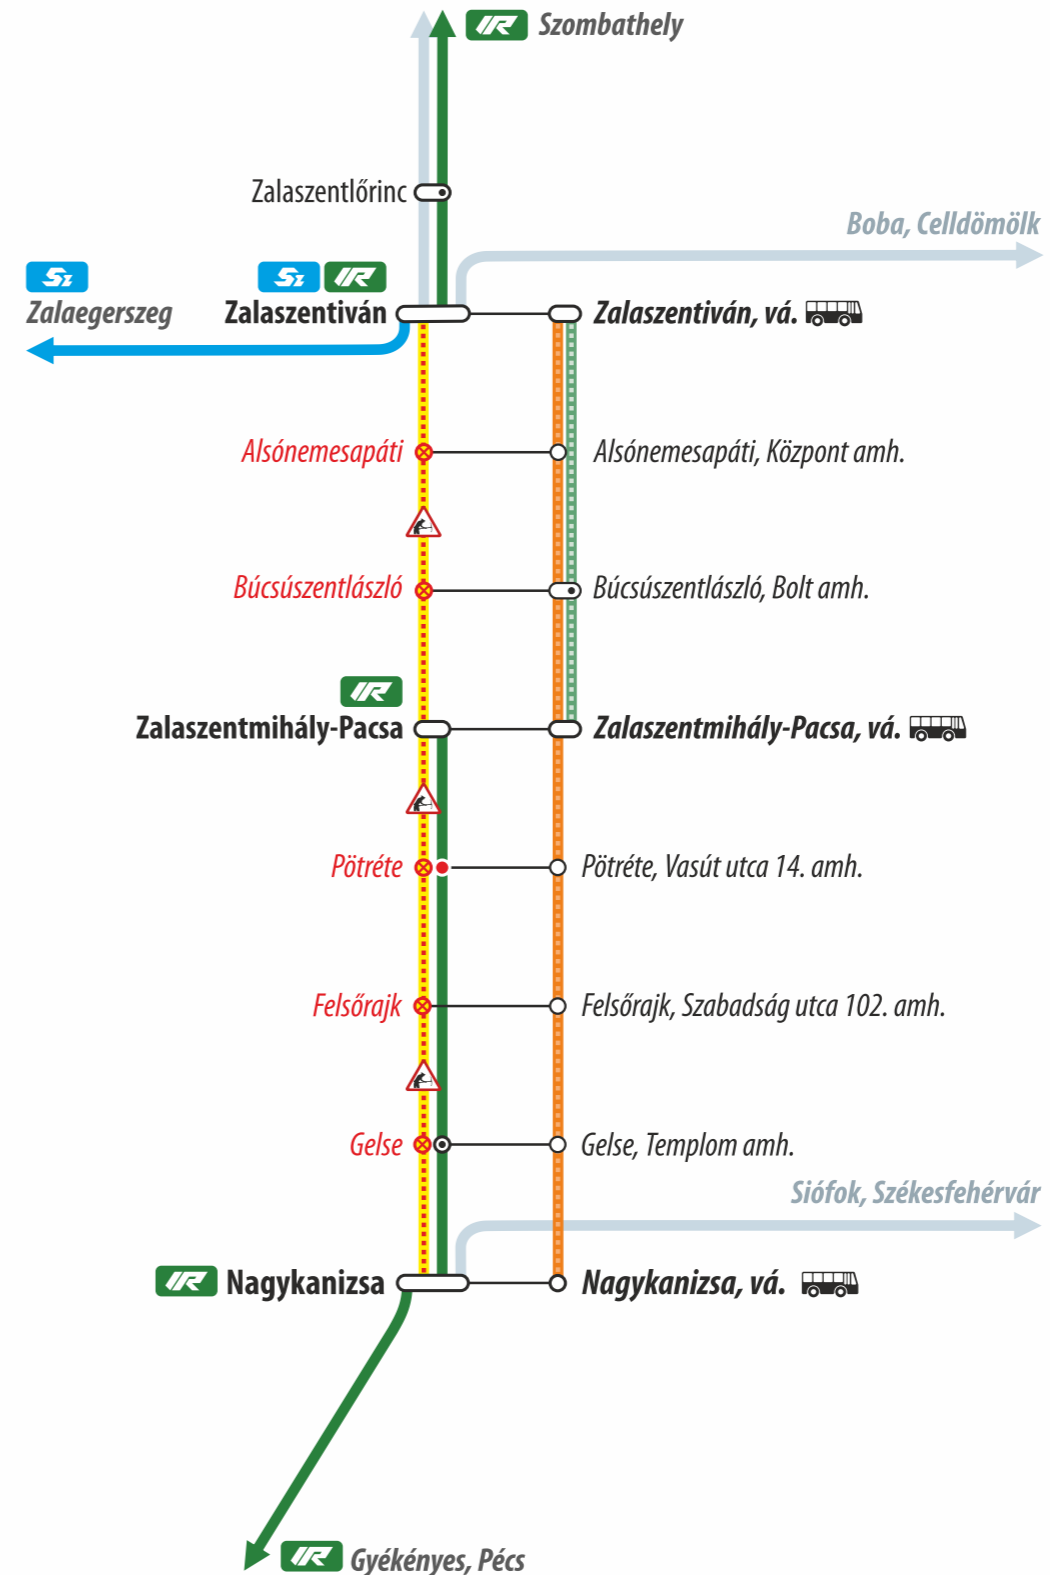 IR Szombathely
Zalaszentlőrinc
Boba, Celldömölk
Sz
Zalaegerszeg
Sz IR
Zalaszentiván
Zalaszentiván, vá.
Alsónemesapáti
Alsónemesapáti, Központ amh.
Búcsúszentlászló
Búcsúszentlászló, Bolt amh.
IR
Zalaszentmihály-Pacsa
Zalaszentmihály-Pacsa, vá.
Pötréte
Pötréte, Vasút utca 14. amh.
Felsőrajk
Felsőrajk, Szabadság utca 102. amh.
Gelse
Gelse, Templom amh.
Siófok, Székesfehérvár
IR Nagykanizsa
Nagykanizsa, vá.
IR Gyékényes, Pécs